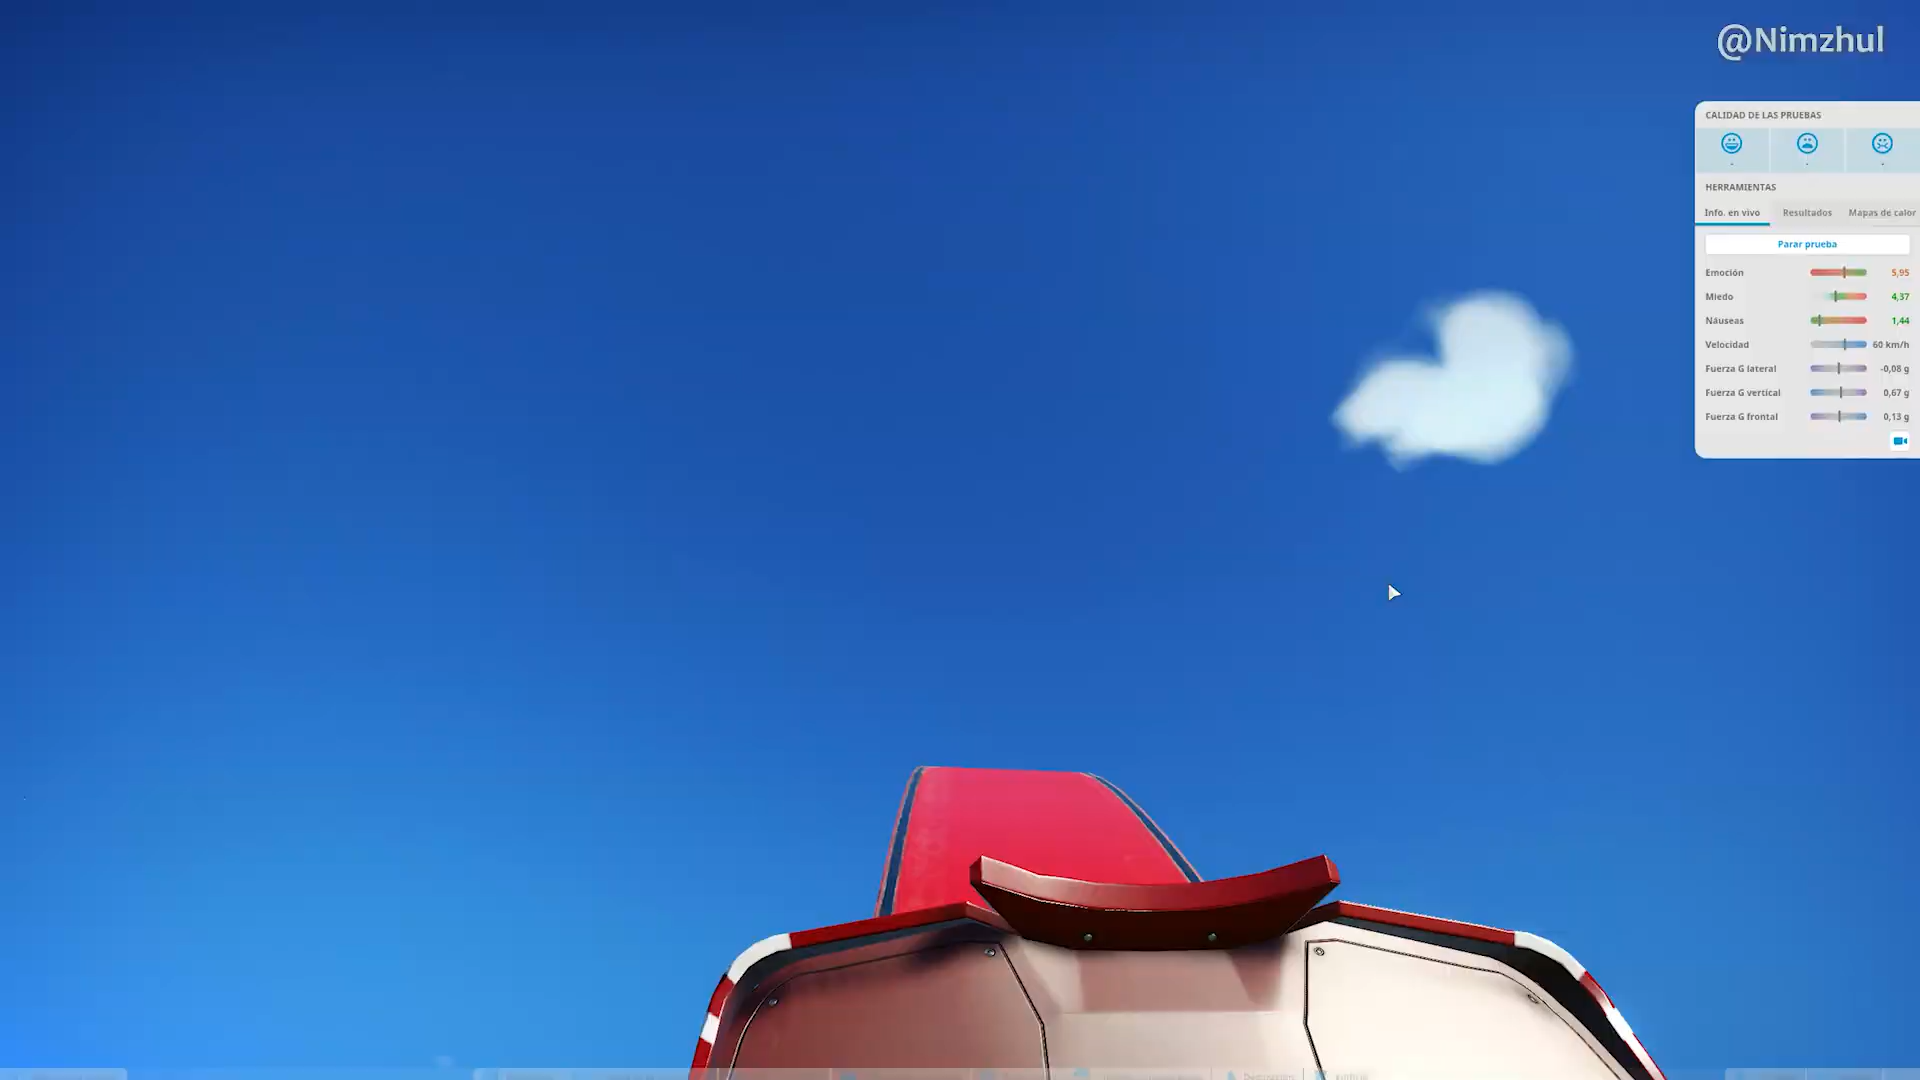 @Nimzhul
CALIDAD DE LAS PRUEBAS
- - -
HERRAMIENTAS
Info. en vivo Resultados Mapas de calor
Parar prueba
Emoción 5,95
Miedo 4,37
Náuseas 1,44
Velocidad 60 km/h
Fuerza G lateral -0,08 g
Fuerza G vertical 0,67 g
Fuerza G frontal 0,13 g